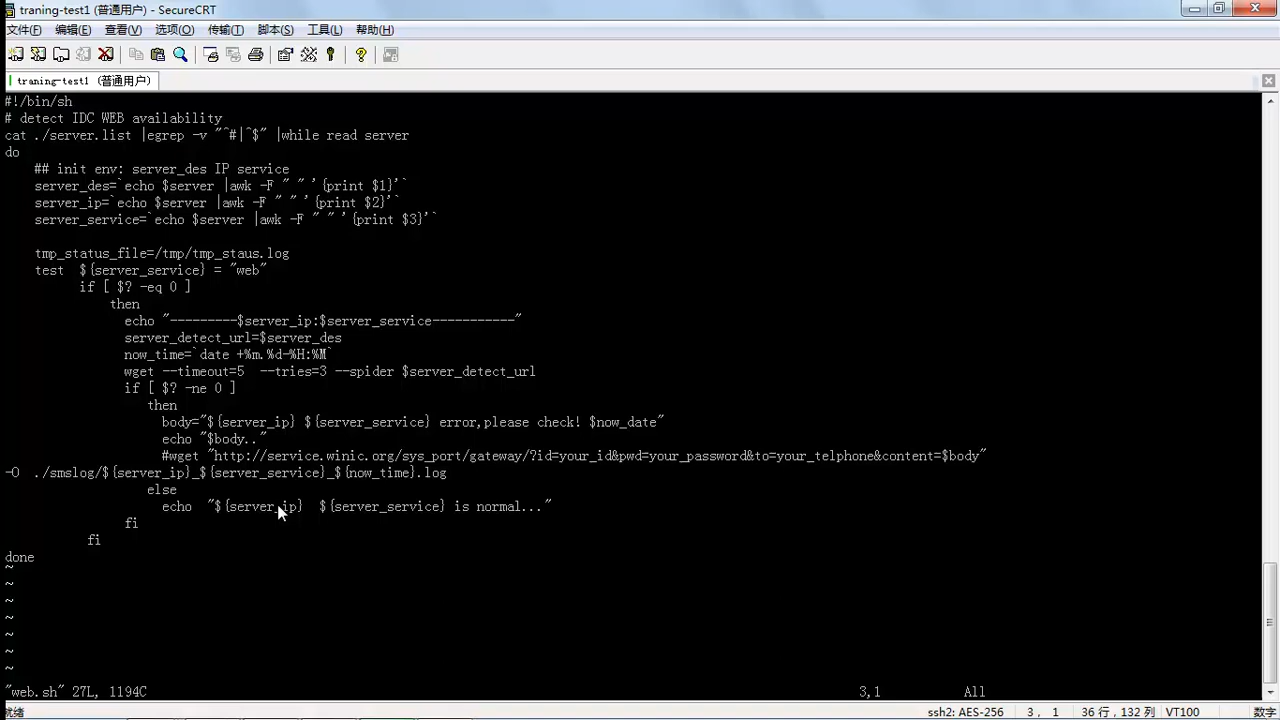 traning-test1 (普通用户) - SecureCRT
文件(F) 编辑(E) 查看(V) 选项(O) 传输(T) 脚本(S) 工具(L) 帮助(H)
traning-test1 (普通用户)
#!/bin/sh
# detect IDC WEB availability
cat ./server.list |egrep -v "^#|^$" |while read server
do
    ## init env: server_des IP service
    server_des=`echo $server |awk -F " " '{print $1}'`
    server_ip=`echo $server |awk -F " " '{print $2}'`
    server_service=`echo $server |awk -F " " '{print $3}'`
    tmp_status_file=/tmp/tmp_staus.log
    test  ${server_service} = "web"
          if [ $? -eq 0 ]
              then
                echo "---------$server_ip:$server_service-----------"
                server_detect_url=$server_des
                now_time=`date +%m.%d-%H:%M`
                wget --timeout=5  --tries=3 --spider $server_detect_url
                if [ $? -ne 0 ]
                   then
                     body="${server_ip} ${server_service} error,please check! $now_date"
                     echo "$body.."
                     #wget "http://service.winic.org/sys_port/gateway/?id=your_id&pwd=your_password&to=your_telphone&content=$body"
-O  ./smslog/${server_ip}_${server_service}_${now_time}.log
                   else
                     echo  "${server_ip}  ${server_service} is normal..."
                fi
           fi
done
~
~
~
~
~
~
~
"web.sh" 27L, 1194C 3,1 All
就绪 ssh2: AES-256 3, 1 36 行, 132 列 VT100 数字